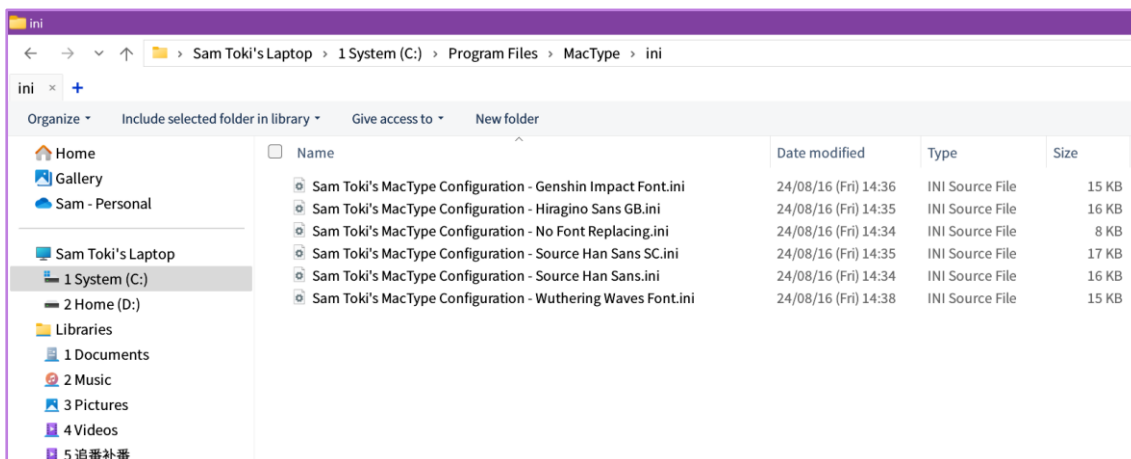 ini
Sam Toki's Laptop › 1 System (C:) › Program Files › MacType › ini
ini × +
Organize Include selected folder in library Give access to New folder
Home
Gallery
Sam - Personal
Sam Toki's Laptop
1 System (C:)
2 Home (D:)
Libraries
1 Documents
2 Music
3 Pictures
4 Videos
5 追番补番
Name Date modified Type Size
Sam Toki's MacType Configuration - Genshin Impact Font.ini 24/08/16 (Fri) 14:36 INI Source File 15 KB
Sam Toki's MacType Configuration - Hiragino Sans GB.ini 24/08/16 (Fri) 14:35 INI Source File 16 KB
Sam Toki's MacType Configuration - No Font Replacing.ini 24/08/16 (Fri) 14:34 INI Source File 8 KB
Sam Toki's MacType Configuration - Source Han Sans SC.ini 24/08/16 (Fri) 14:35 INI Source File 17 KB
Sam Toki's MacType Configuration - Source Han Sans.ini 24/08/16 (Fri) 14:34 INI Source File 16 KB
Sam Toki's MacType Configuration - Wuthering Waves Font.ini 24/08/16 (Fri) 14:38 INI Source File 15 KB